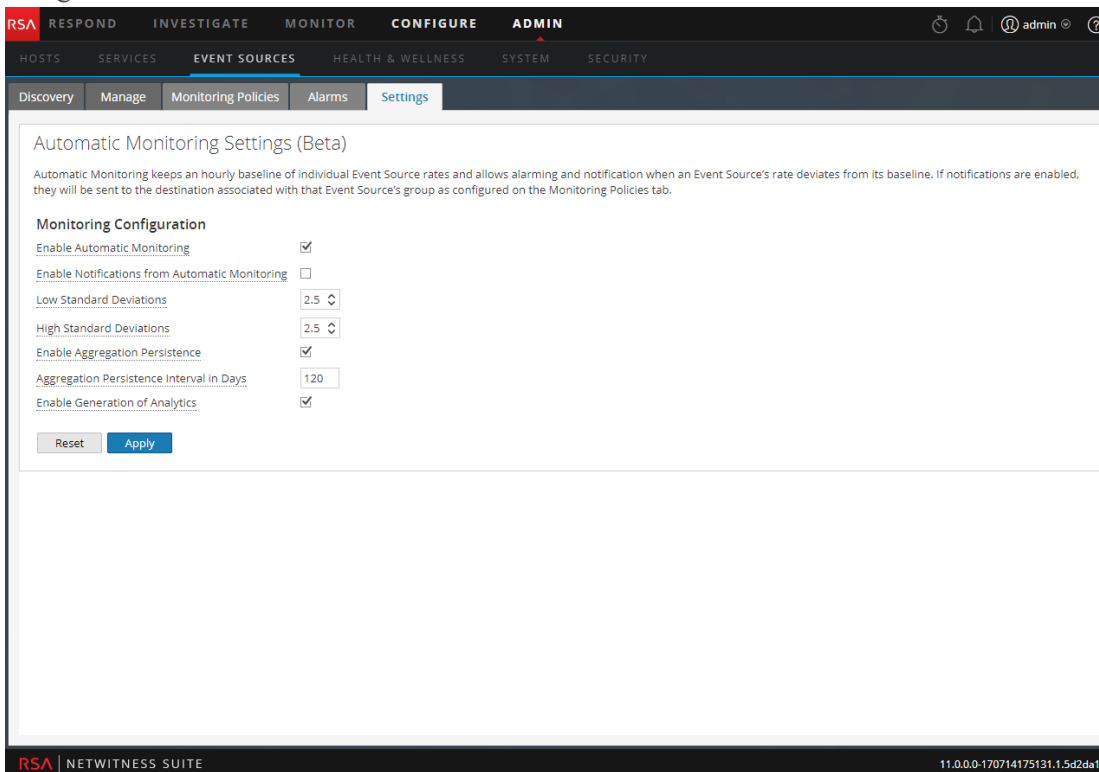 RSA RESPOND INVESTIGATE MONITOR CONFIGURE ADMIN admin
HOSTS SERVICES EVENT SOURCES HEALTH & WELLNESS SYSTEM SECURITY
Discovery Manage Monitoring Policies Alarms Settings
Automatic Monitoring Settings (Beta)
Automatic Monitoring keeps an hourly baseline of individual Event Source rates and allows alarming and notification when an Event Source's rate deviates from its baseline. If notifications are enabled,
they will be sent to the destination associated with that Event Source's group as configured on the Monitoring Policies tab.
Monitoring Configuration
Enable Automatic Monitoring
Enable Notifications from Automatic Monitoring
Low Standard Deviations 2.5
High Standard Deviations 2.5
Enable Aggregation Persistence
Aggregation Persistence Interval in Days 120
Enable Generation of Analytics
Reset Apply
RSA NETWITNESS SUITE 11.0.0.0-170714175131.1.5d2da1